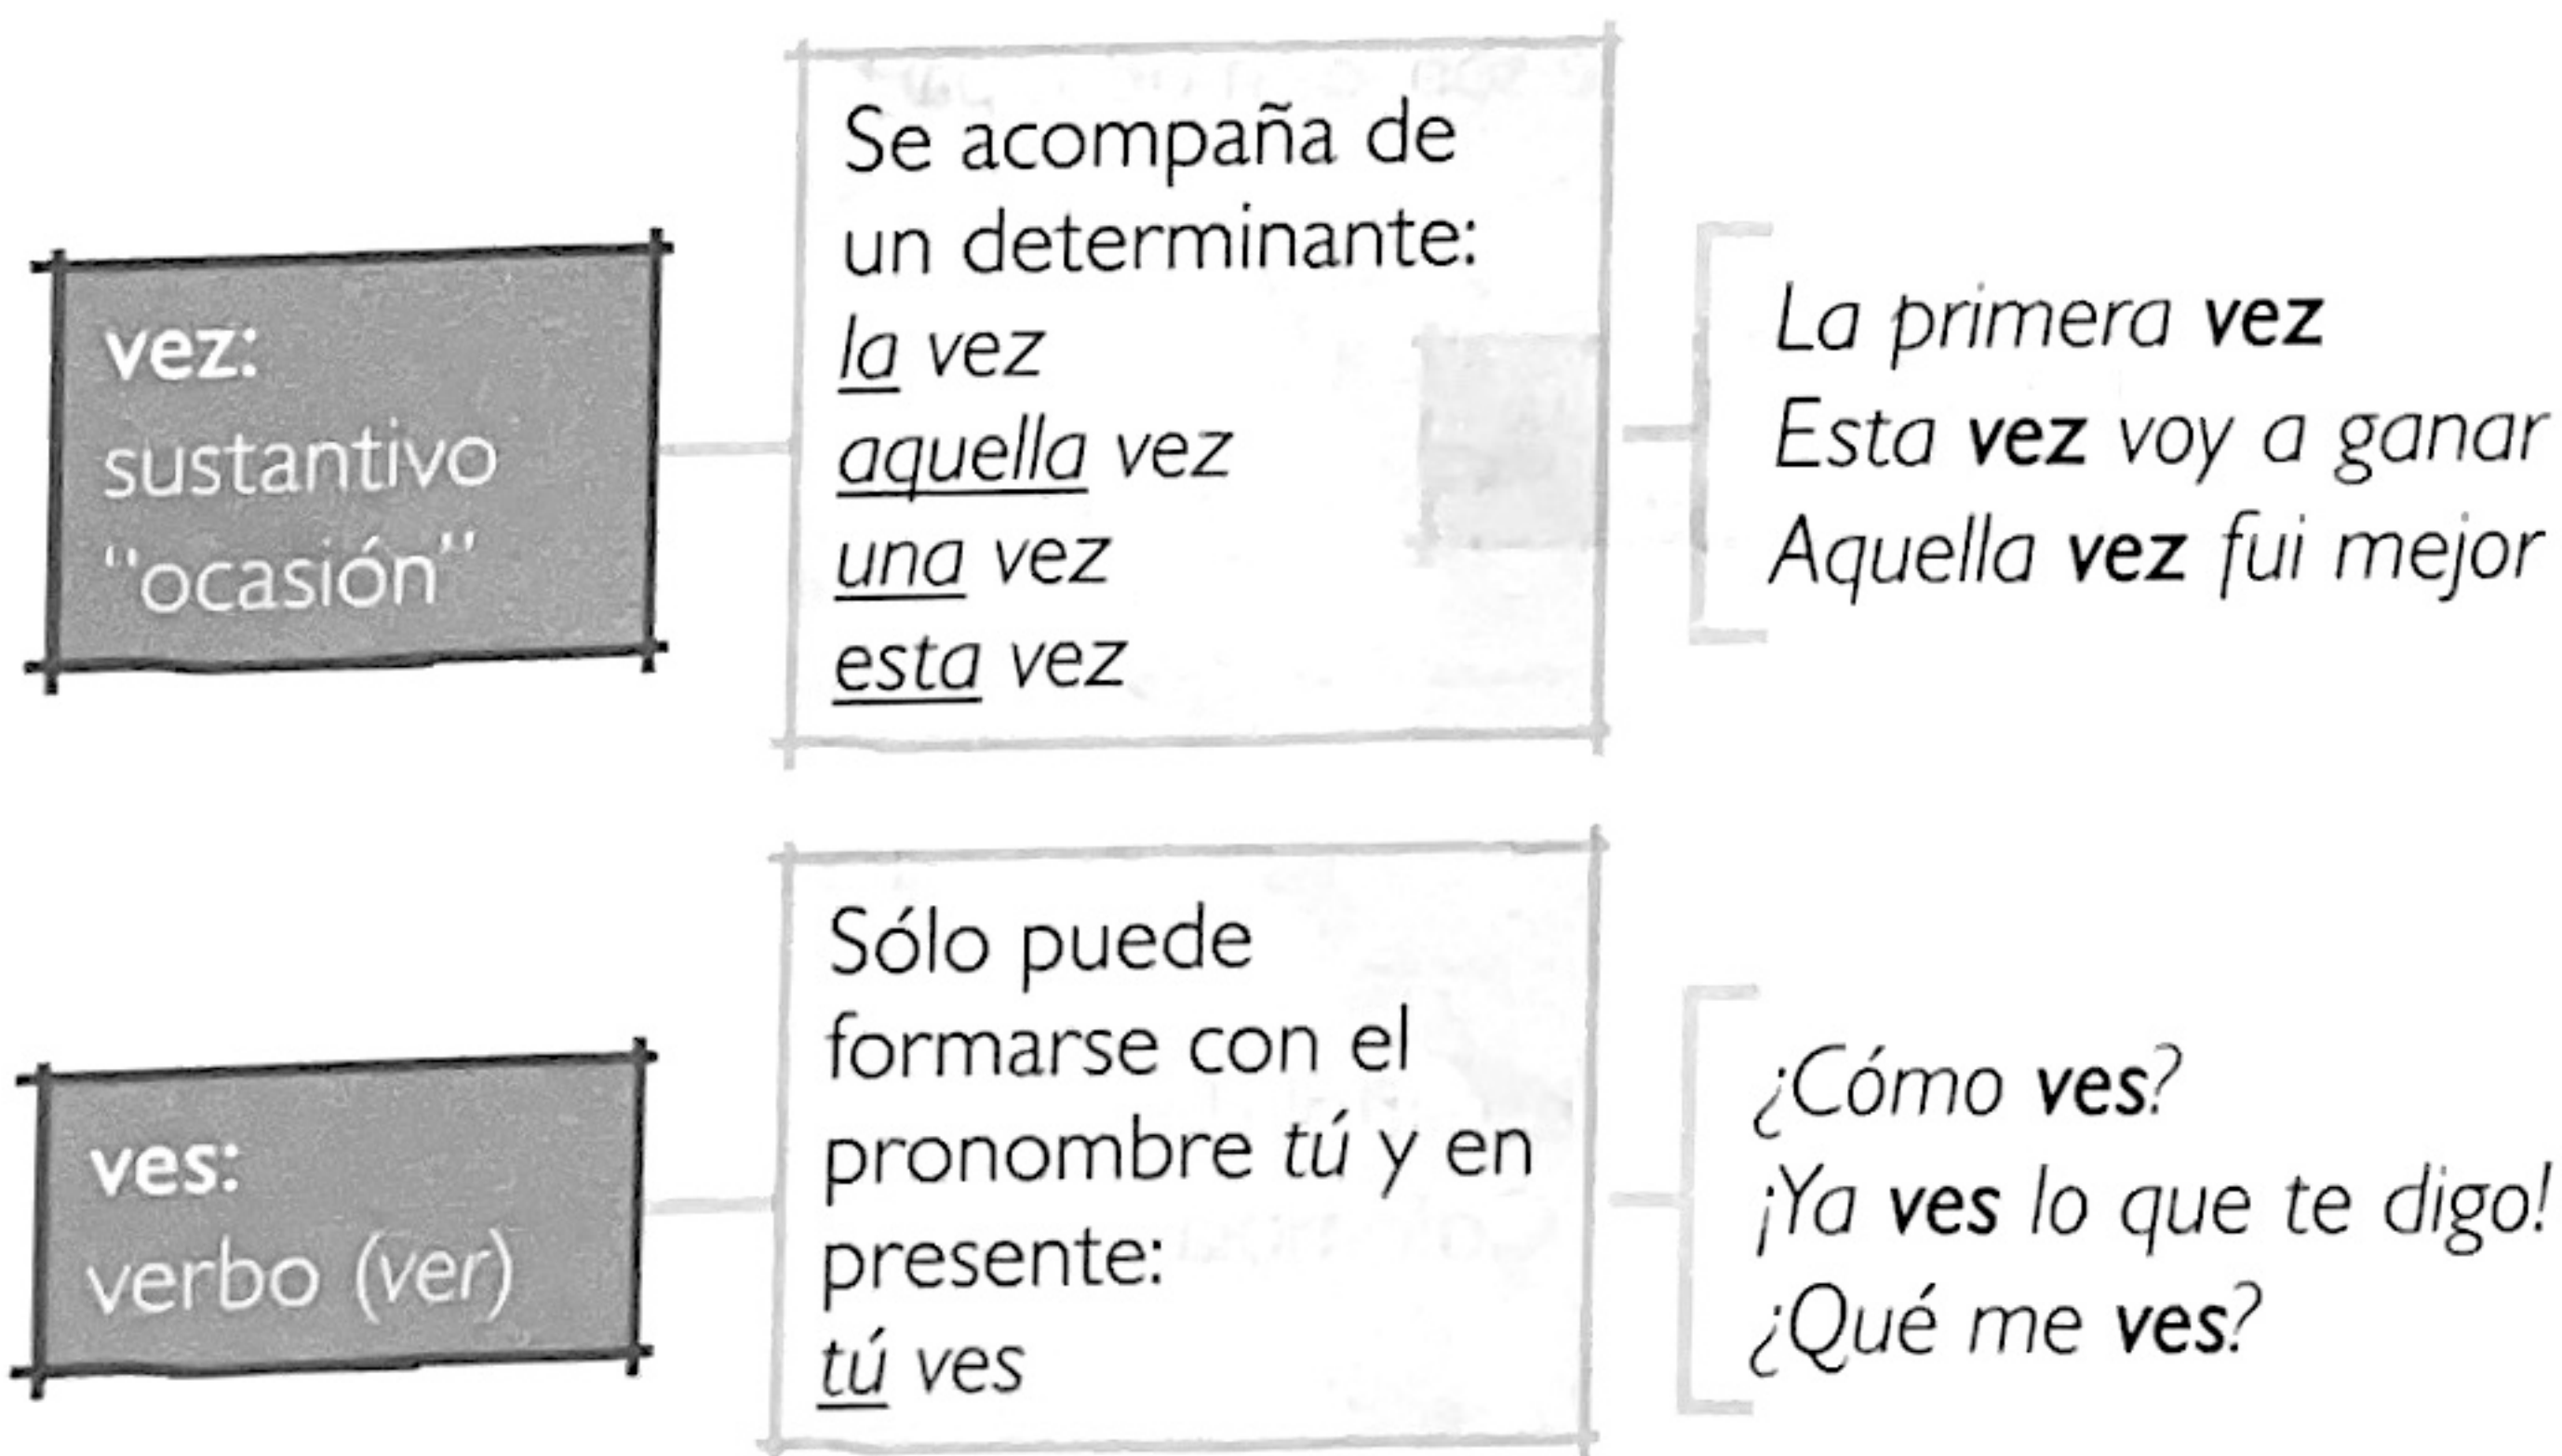 vez:
sustantivo
"ocasión"
Se acompaña de
un determinante:
la vez
aquella vez
una vez
esta vez
La primera vez
Esta vez voy a ganar
Aquella vez fui mejor
ves:
verbo (ver)
Sólo puede
formarse con el
pronombre tú y en
presente:
tú ves
¿Cómo ves?
¡Ya ves lo que te digo!
¿Qué me ves?